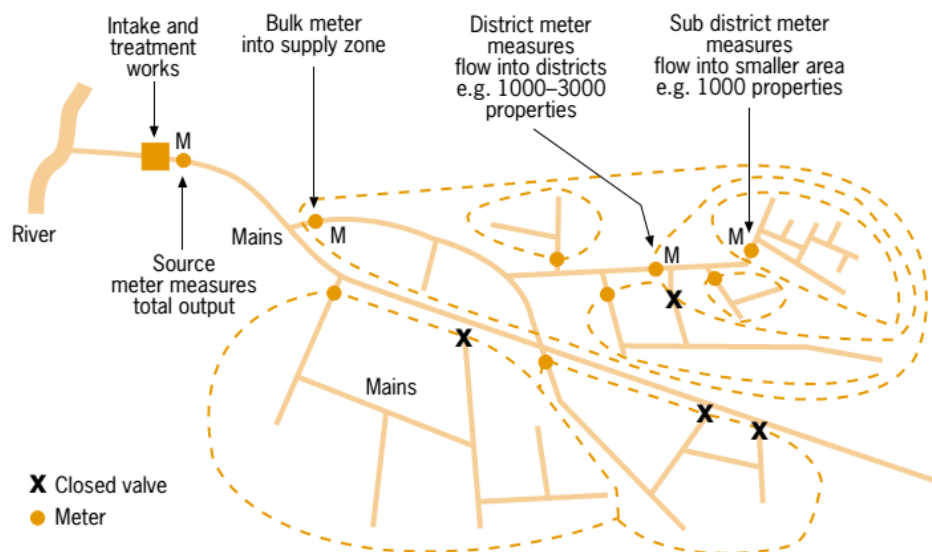 Intake and
treatment
works
Bulk meter
into supply zone
District meter
measures
flow into districts
e.g. 1000–3000
properties
Sub district meter
measures
flow into smaller area
e.g. 1000 properties
M
River
Source
meter measures
total output
Mains
M
M
M
Mains
X Closed valve
Meter
X
X
X
X